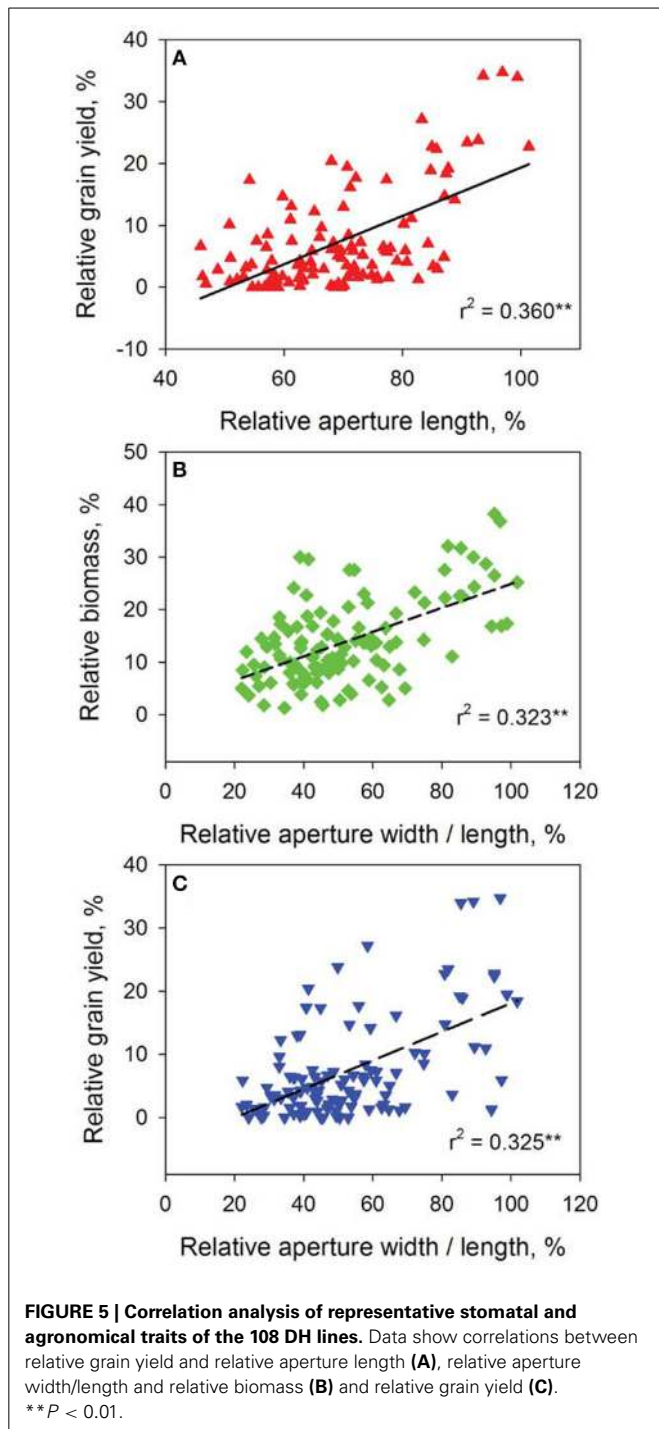 A
Relative grain yield, %
40
30
20
10
0
-10
40
60
80
100
r² = 0.360**
Relative aperture length, %
B
Relative biomass, %
50
40
30
20
10
0
0
20
40
60
80
100
120
r² = 0.323**
Relative aperture width / length, %
C
Relative grain yield, %
40
30
20
10
0
0
20
40
60
80
100
120
r² = 0.325**
Relative aperture width / length, %
FIGURE 5 | Correlation analysis of representative stomatal and
agronomical traits of the 108 DH lines. Data show correlations between
relative grain yield and relative aperture length (A), relative aperture
width/length and relative biomass (B) and relative grain yield (C).
**P < 0.01.